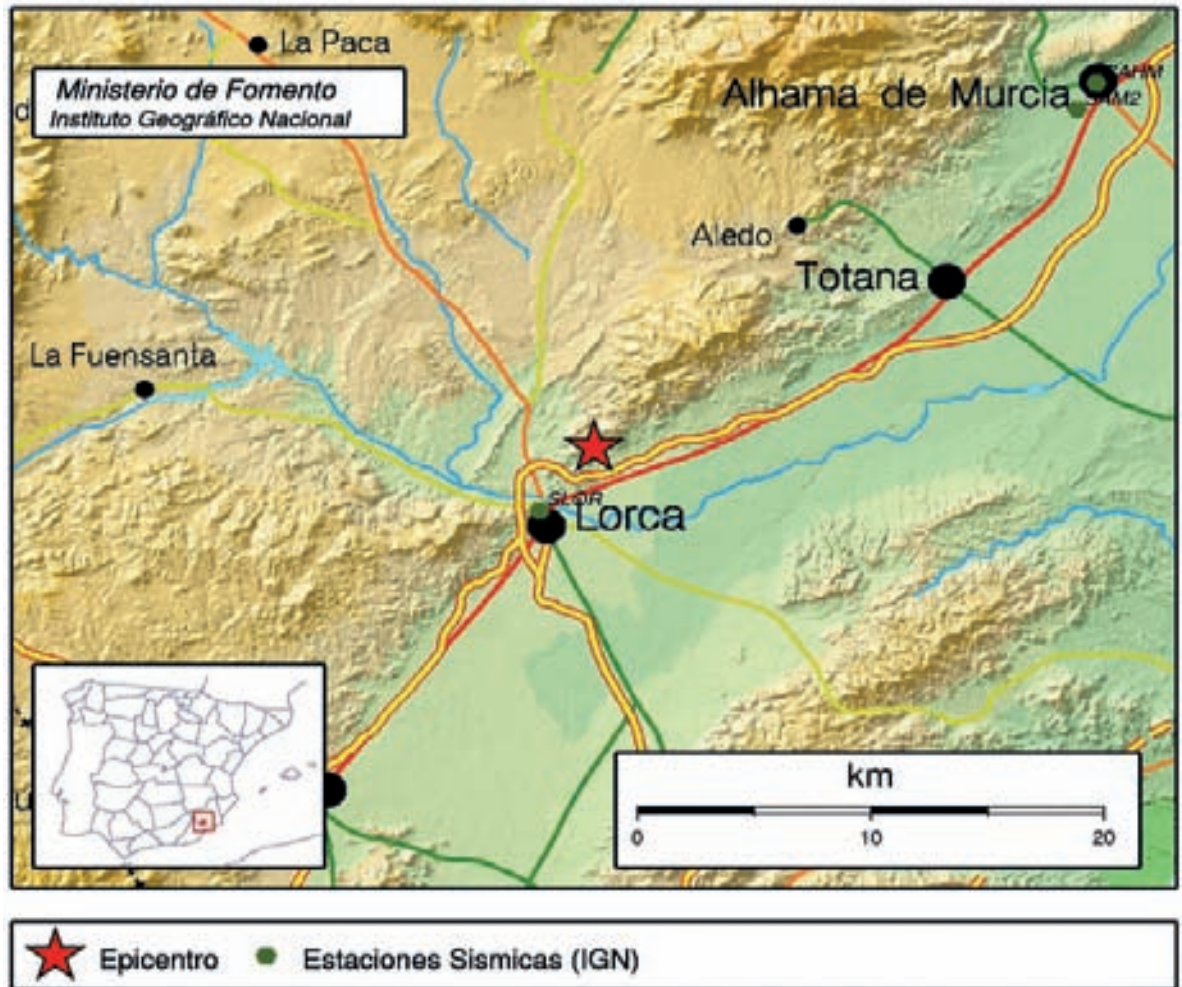 La Paca
Ministerio de Fomento
Instituto Geográfico Nacional
Alhama de Murcia
Aledo
Totana
La Fuensanta
SLOR
Lorca
km
0 10 20
Epicentro
Estaciones Sismicas (IGN)